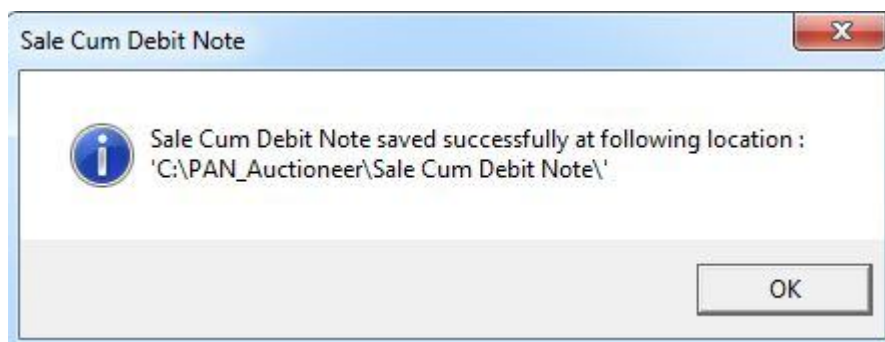 Sale Cum Debit Note
Sale Cum Debit Note saved successfully at following location :
'C:\PAN_Auctioneer\Sale Cum Debit Note\'
OK